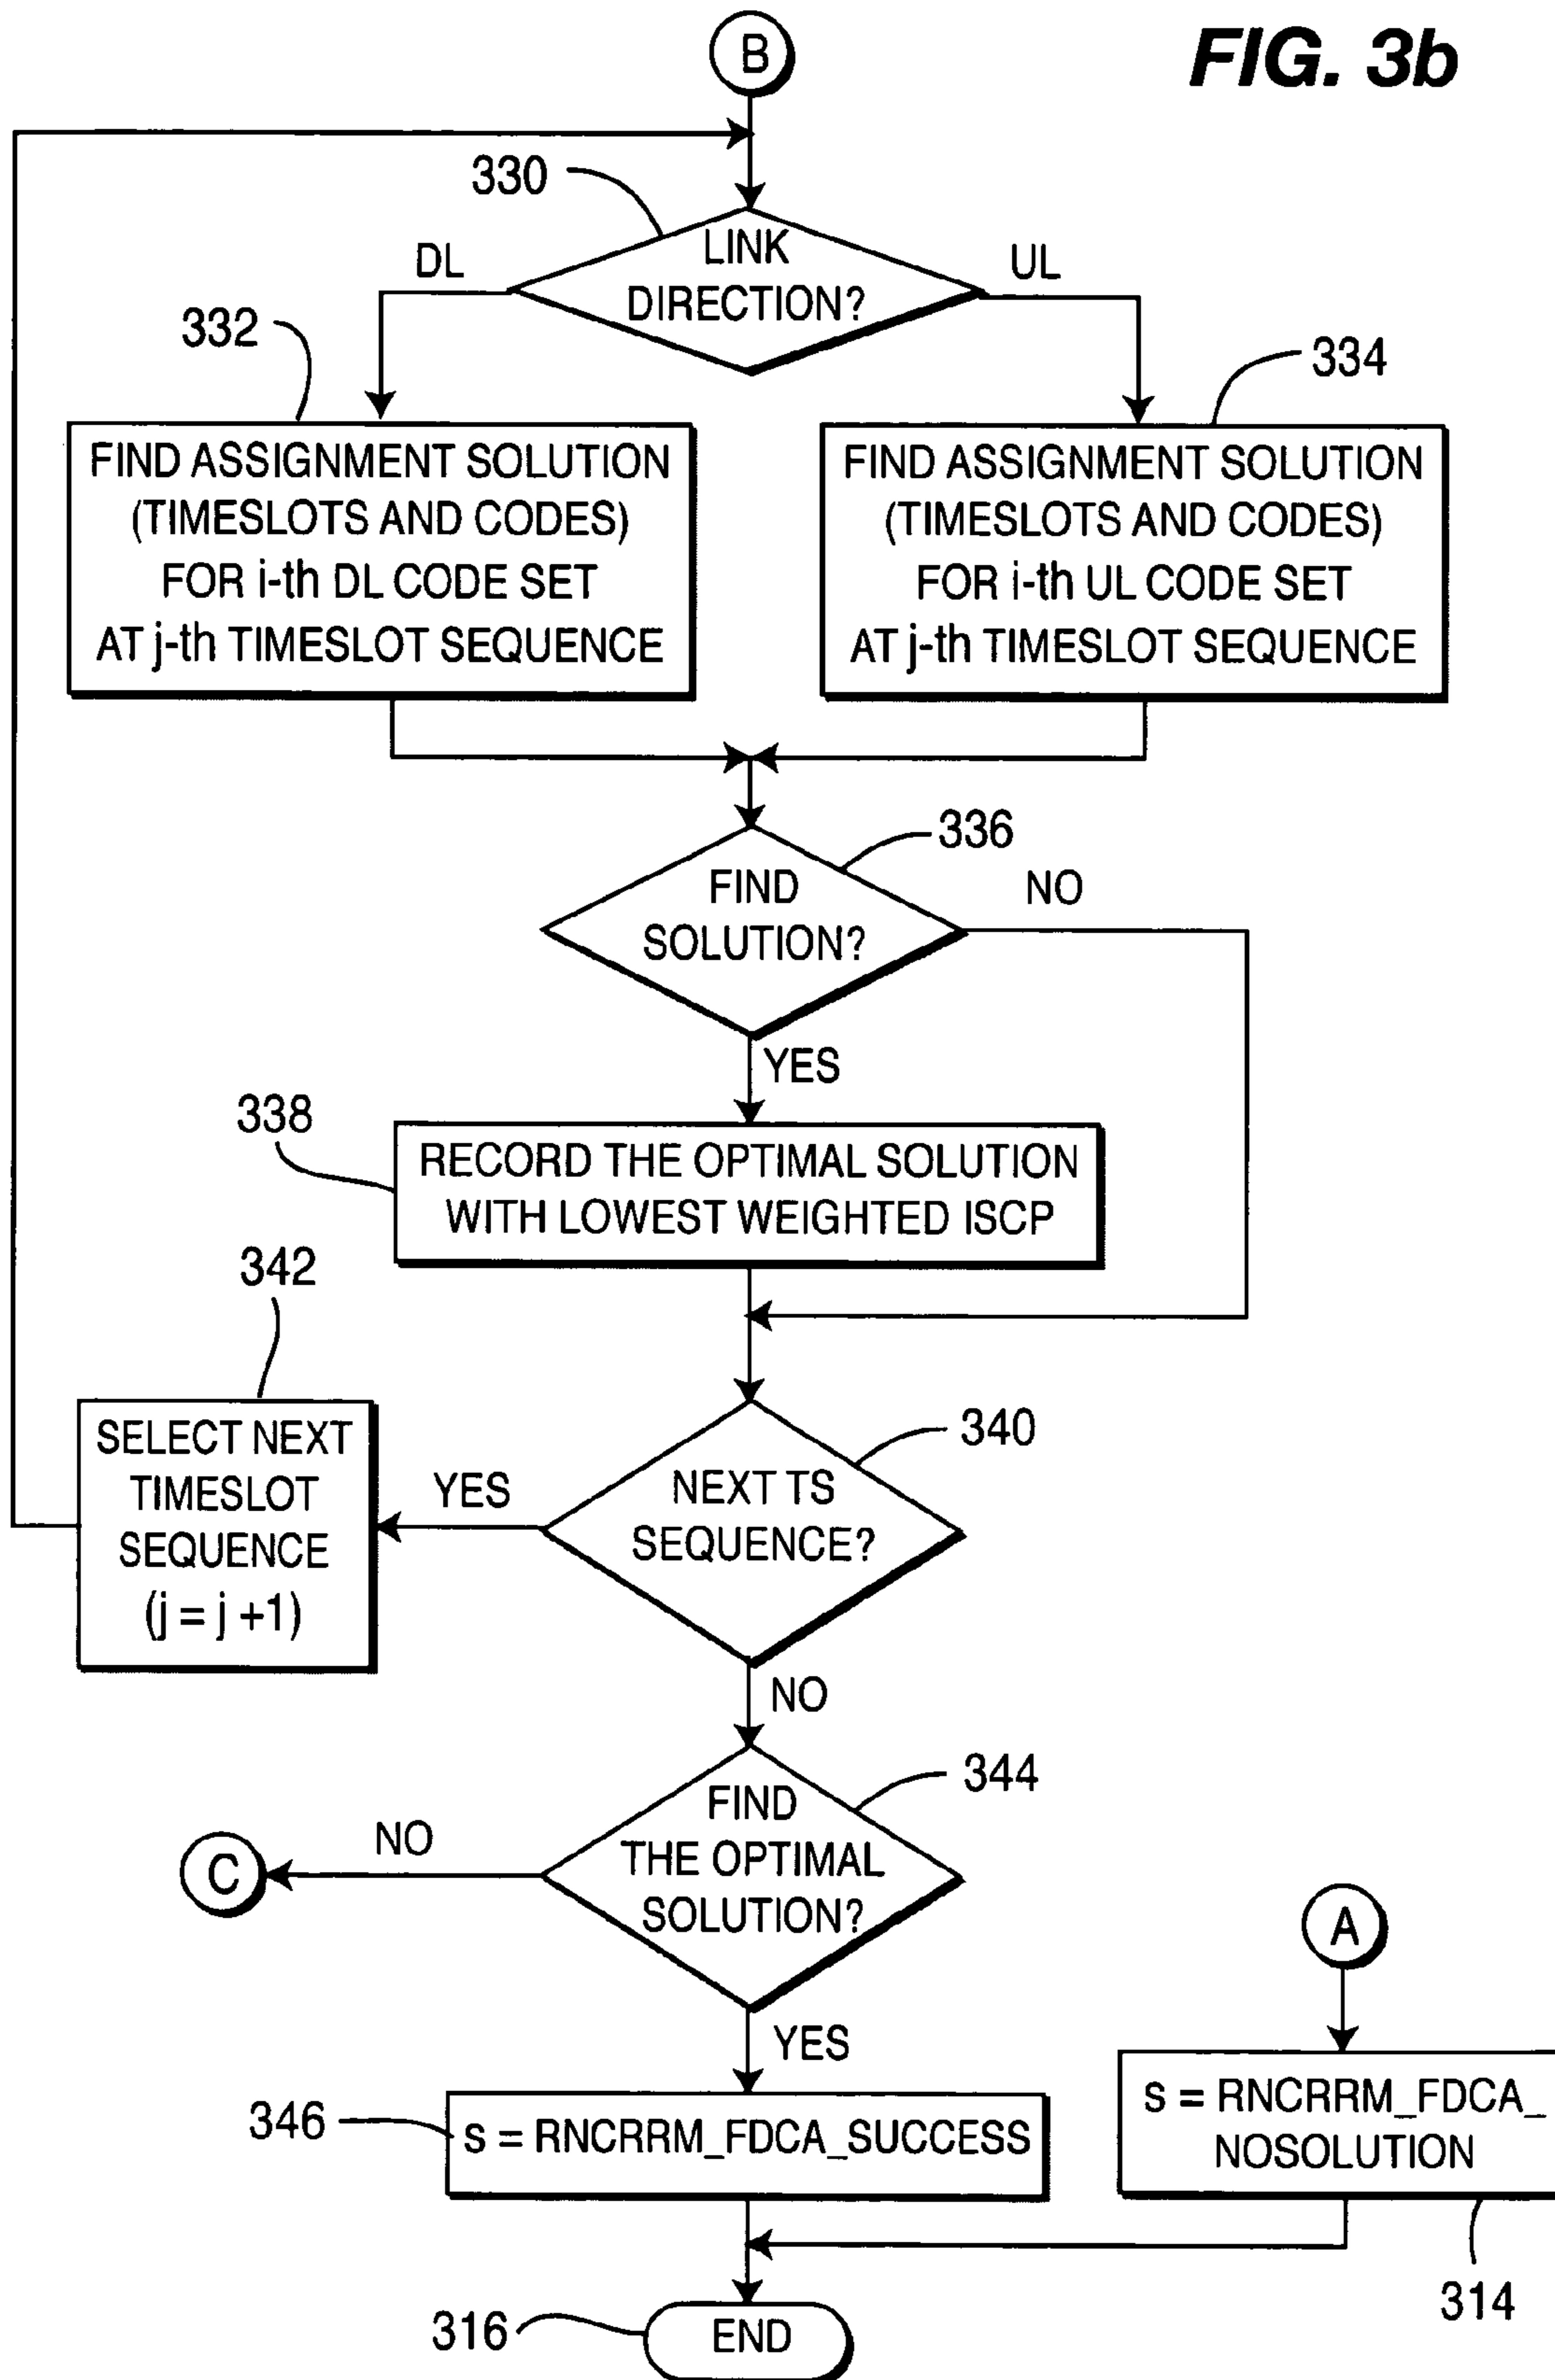 FIG. 3b
B
330
LINK
DIRECTION?
DL
UL
332
334
FIND ASSIGNMENT SOLUTION
(TIMESLOTS AND CODES)
FOR i-th DL CODE SET
AT j-th TIMESLOT SEQUENCE
FIND ASSIGNMENT SOLUTION
(TIMESLOTS AND CODES)
FOR i-th UL CODE SET
AT j-th TIMESLOT SEQUENCE
336
FIND
SOLUTION?
NO
YES
338
RECORD THE OPTIMAL SOLUTION
WITH LOWEST WEIGHTED ISCP
342
SELECT NEXT
TIMESLOT
SEQUENCE
(j = j +1)
YES
340
NEXT TS
SEQUENCE?
NO
344
FIND
THE OPTIMAL
SOLUTION?
NO
C
A
YES
346
s = RNCRRM_FDCA_SUCCESS
s = RNCRRM_FDCA_
NOSOLUTION
314
316
END